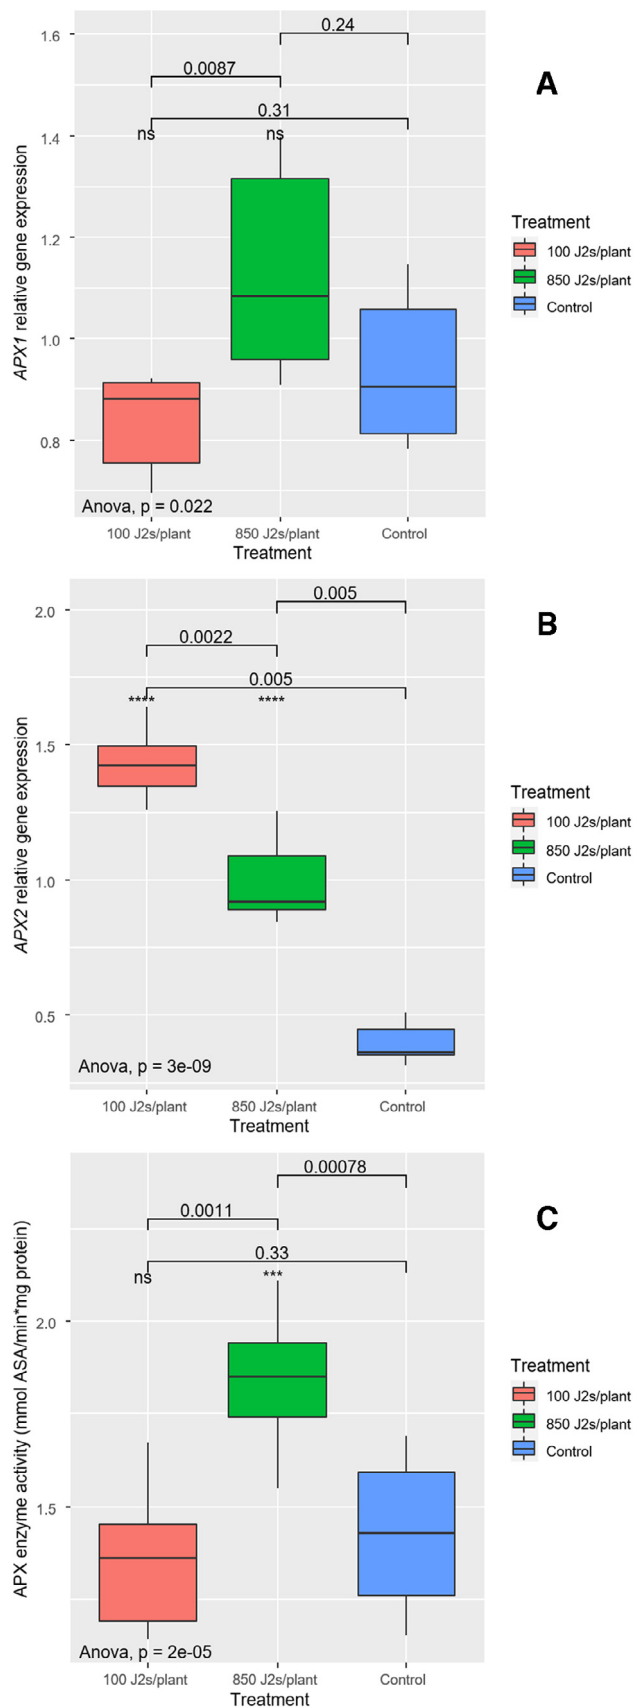 A
0.24
0.0087
0.31
ns ns
1.6
1.4
1.2
1.0
0.8
APX1 relative gene expression
Anova, p = 0.022
100 J2s/plant 850 J2s/plant Control
Treatment
Treatment
100 J2s/plant
850 J2s/plant
Control
B
0.005
0.0022
0.005
**** ****
2.0
1.5
1.0
0.5
APX2 relative gene expression
Anova, p = 3e-09
100 J2s/plant 850 J2s/plant Control
Treatment
Treatment
100 J2s/plant
850 J2s/plant
Control
C
0.00078
0.0011
0.33
ns ***
2.0
1.5
APX enzyme activity (mmol ASA/min*mg protein)
Anova, p = 2e-05
100 J2s/plant 850 J2s/plant Control
Treatment
Treatment
100 J2s/plant
850 J2s/plant
Control